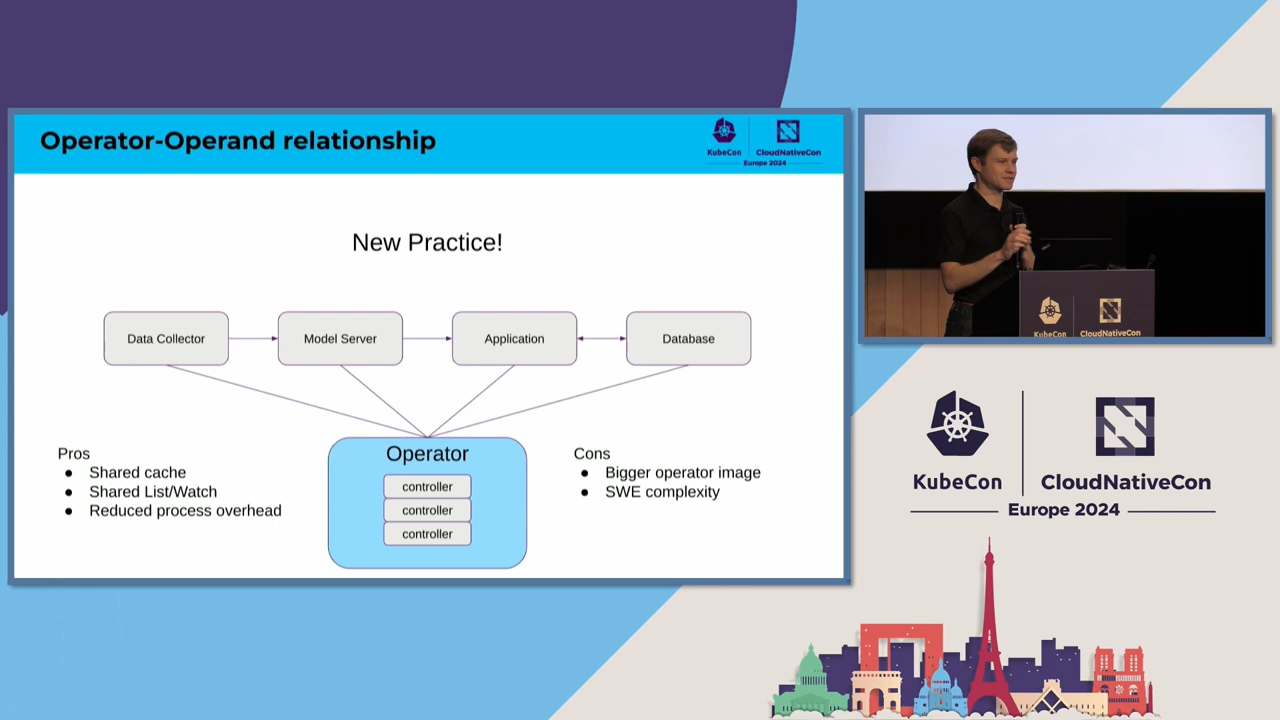 Operator-Operand relationship
KubeCon
CloudNativeCon
Europe 2024
New Practice!
Data Collector
Model Server
Application
Database
Pros
● Shared cache
● Shared List/Watch
● Reduced process overhead
Operator
controller
controller
controller
Cons
● Bigger operator image
● SWE complexity
KubeCon
CloudNativeCon
KubeCon
CloudNativeCon
Europe 2024